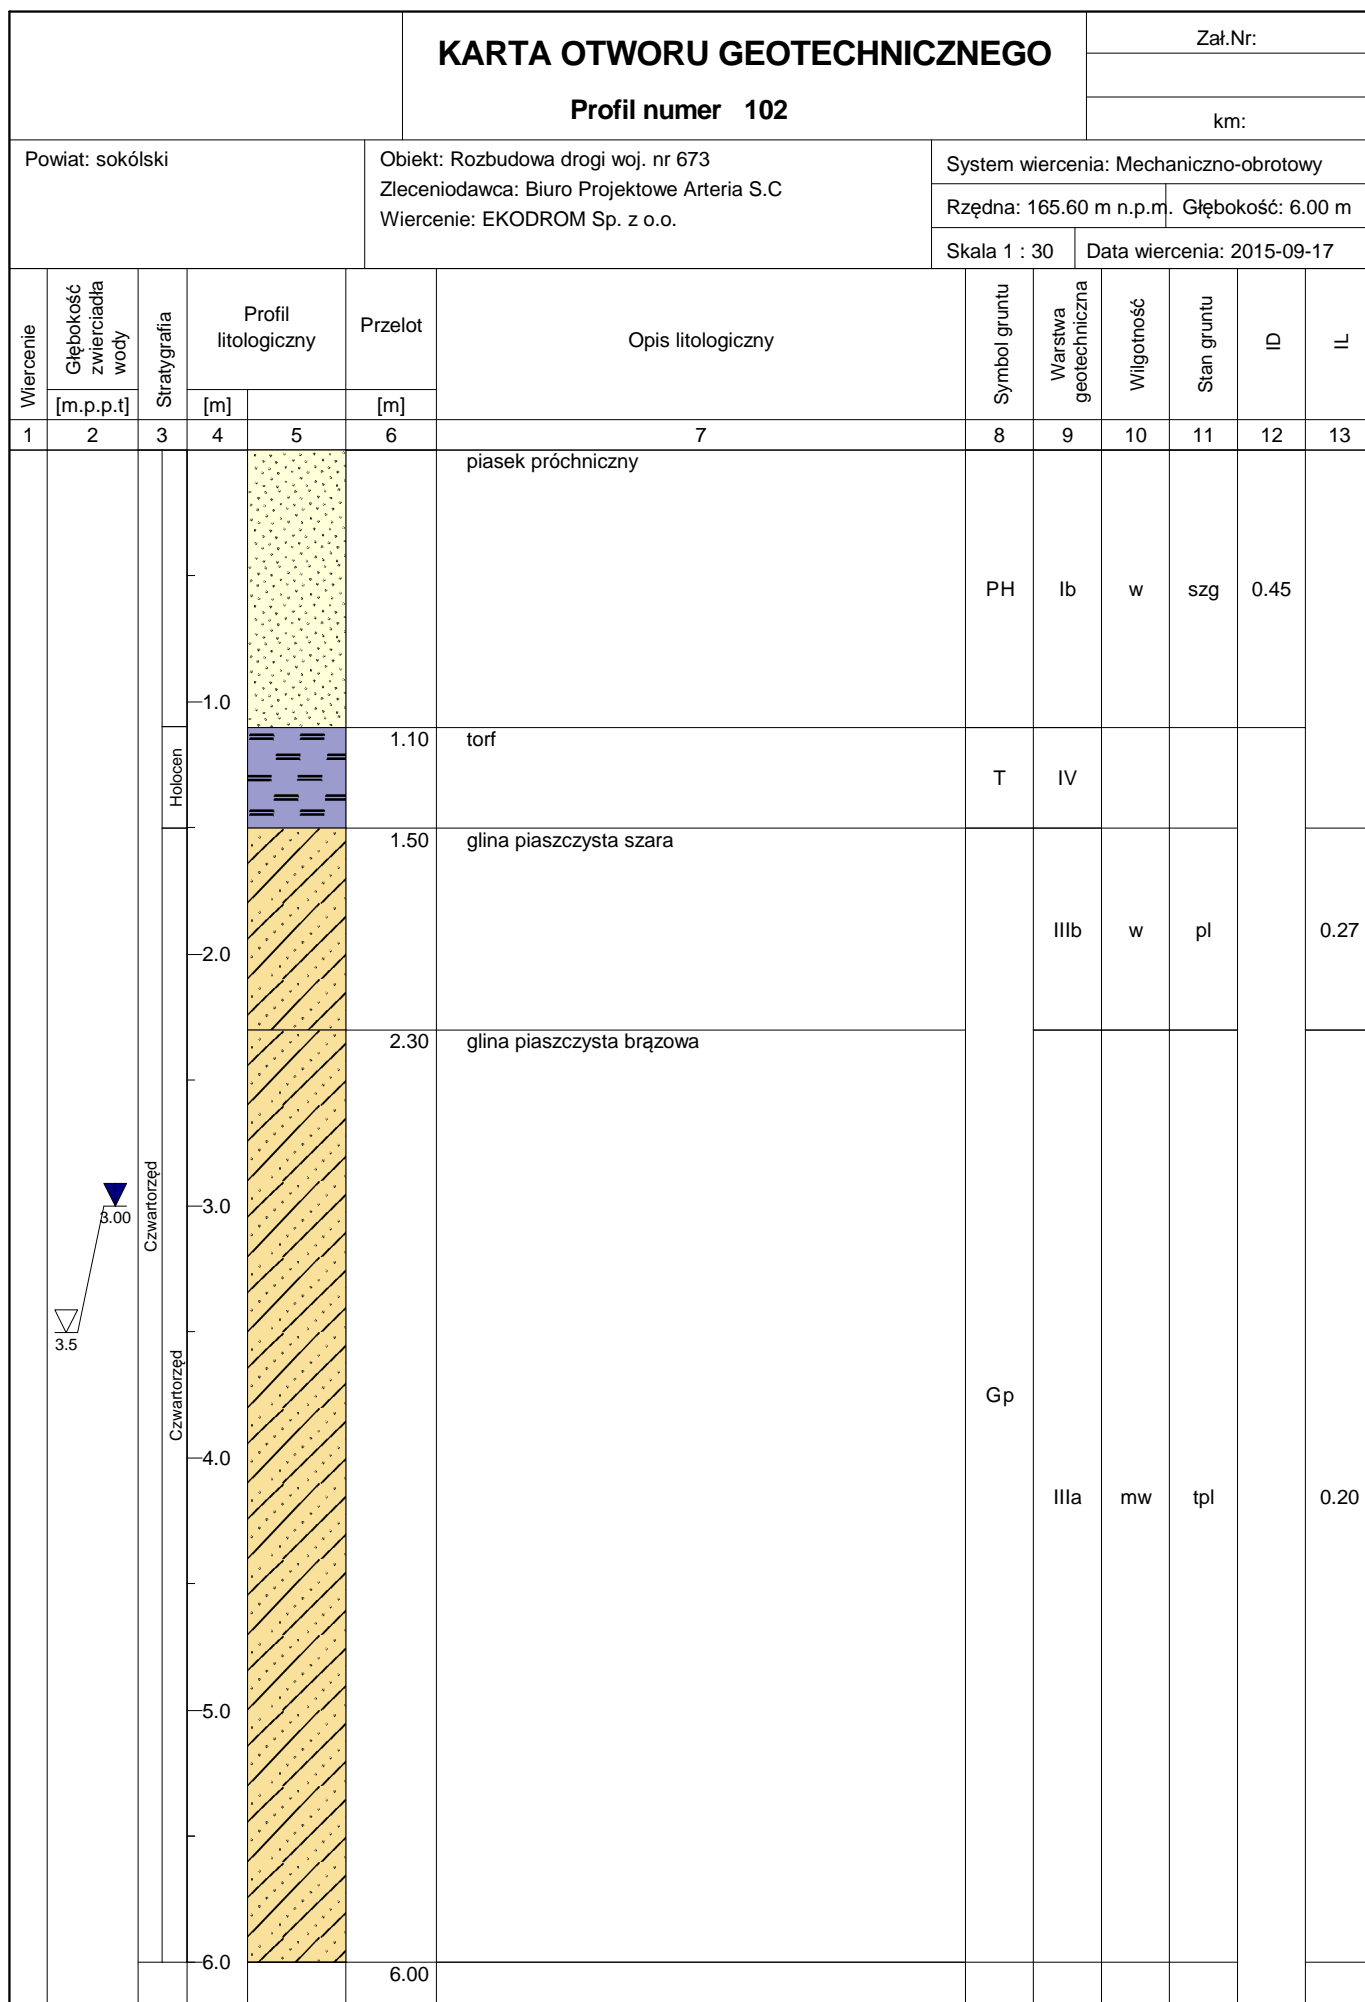 KARTA OTWORU GEOTECHNICZNEGO
Profil numer 102
Zał.Nr:
km:
Powiat: sokólski
Obiekt: Rozbudowa drogi woj. nr 673
Zleceniodawca: Biuro Projektowe Arteria S.C
Wiercenie: EKODROM Sp. z o.o.
System wiercenia: Mechaniczno-obrotowy
Rzędna: 165.60 m n.p.m. Głębokość: 6.00 m
Skala 1 : 30 Data wiercenia: 2015-09-17
Wiercenie
Głębokość
zwierciadła
wody
[m.p.p.t]
Stratygrafia
Profil
litologiczny
[m]
Przelot
[m]
Opis litologiczny
Symbol gruntu
Warstwa
geotechniczna
Wilgotność
Stan gruntu
ID
IL
1 2 3 4 5 6 7 8 9 10 11 12 13
piasek próchniczny
PH Ib w szg 0.45
1.0
Holocen
1.10 torf
T IV
1.50 glina piaszczysta szara
IIIb w pl 0.27
2.0
2.30 glina piaszczysta brązowa
Czwartorzęd
3.00
3.0
3.5
Czwartorzęd
Gp
4.0
IIIa mw tpl 0.20
5.0
6.0
6.00